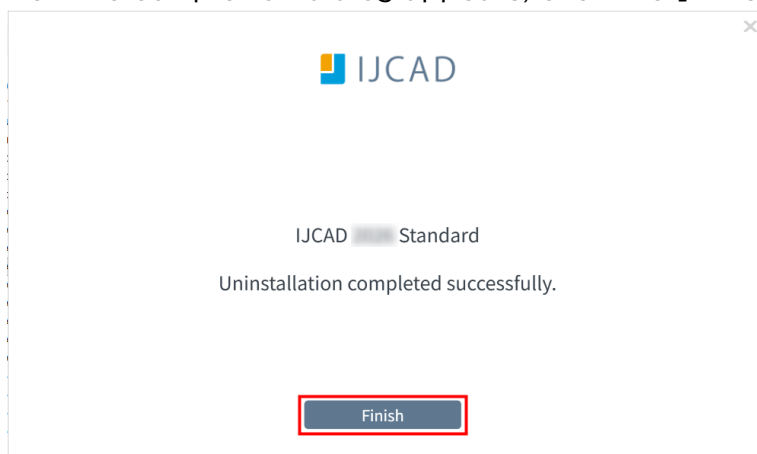 IJCAD
IJCAD Standard
Uninstallation completed successfully.
Finish